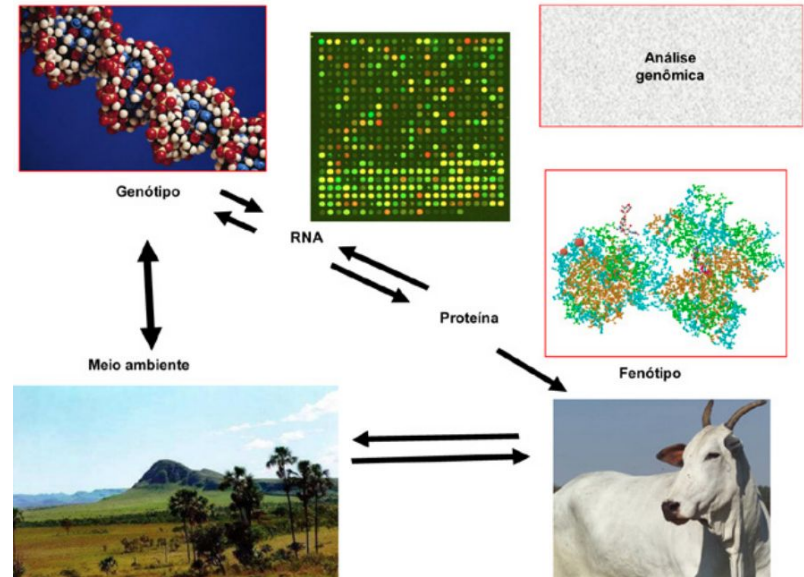 Análise
genômica
Genótipo
RNA
Proteína
Meio ambiente
Fenótipo